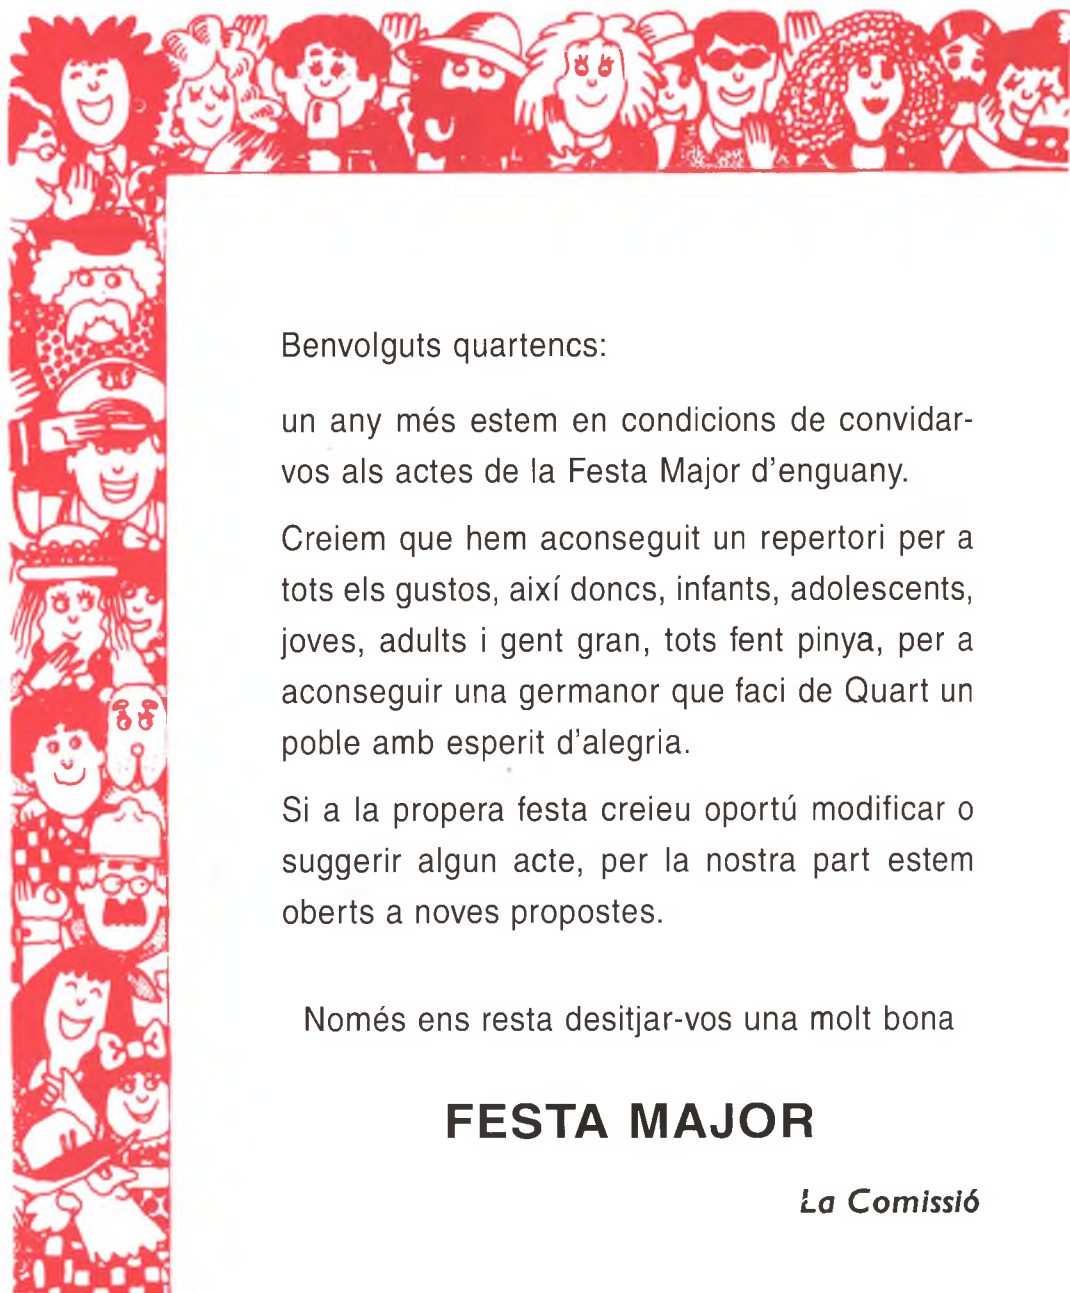 Benvolguts quartencs:
un any més estem en condicions de convidar-
vos als actes de la Festa Major d'enguany.
Creiem que hem aconseguit un repertori per a
tots els gustos, així doncs, infants, adolescents,
joves, adults i gent gran, tots fent pinya, per a
aconseguir una germanor que faci de Quart un
poble amb esperit d'alegria.
Si a la propera festa creieu oportú modificar o
suggerir algun acte, per la nostra part estem
oberts a noves propostes.
Només ens resta desitjar-vos una molt bona
FESTA MAJOR
La Comissió